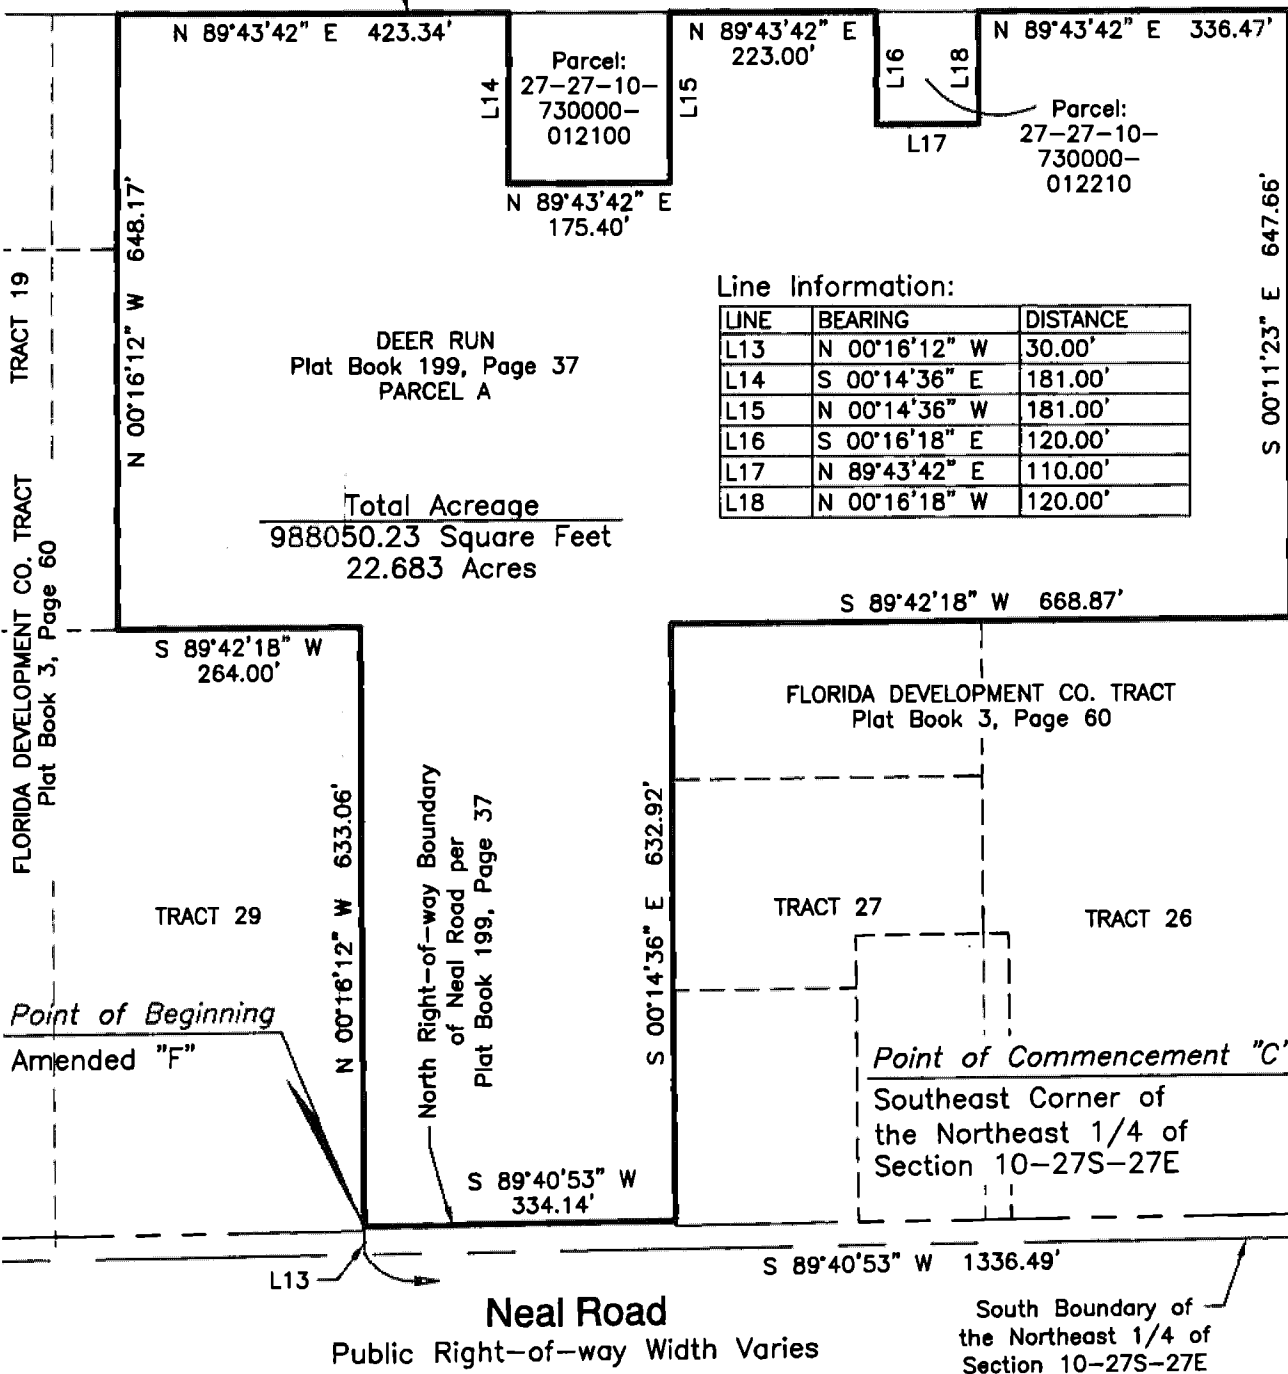 N 89°43'42" E 423.34'
N 89°43'42" E
223.00'
N 89°43'42" E 336.47'
L14
Parcel:
27-27-10-
730000-
012100
L15
L16
L18
L17
Parcel:
27-27-10-
730000-
012210
N 89°43'42" E
175.40'
N 00°16'12" W 648.17'
S 00°11'23" E 647.66'
TRACT 19
FLORIDA DEVELOPMENT CO. TRACT
Plat Book 3, Page 60
DEER RUN
Plat Book 199, Page 37
PARCEL A
Line Information:
LINE BEARING DISTANCE
L13 N 00°16'12" W 30.00'
L14 S 00°14'36" E 181.00'
L15 N 00°14'36" W 181.00'
L16 S 00°16'18" E 120.00'
L17 N 89°43'42" E 110.00'
L18 N 00°16'18" W 120.00'
Total Acreage
988050.23 Square Feet
22.683 Acres
S 89°42'18" W 668.87'
S 89°42'18" W
264.00'
FLORIDA DEVELOPMENT CO. TRACT
Plat Book 3, Page 60
N 00°16'12" W 633.06'
North Right-of-way Boundary
of Neal Road per
Plat Book 199, Page 37
S 00°14'36" E 632.92'
TRACT 29
TRACT 27
TRACT 26
Point of Beginning
Amended "F"
Point of Commencement "C"
Southeast Corner of
the Northeast 1/4 of
Section 10-27S-27E
S 89°40'53" W
334.14'
L13
S 89°40'53" W 1336.49'
Neal Road
Public Right-of-way Width Varies
South Boundary of
the Northeast 1/4 of
Section 10-27S-27E